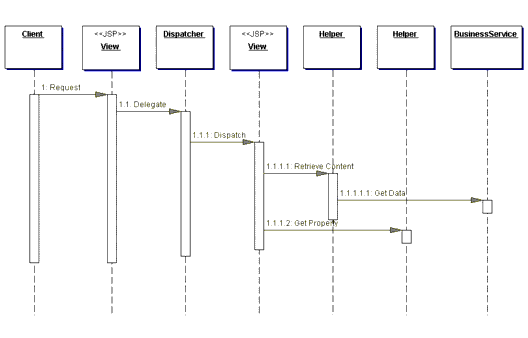 Client
<<JSP>>
View
Dispatcher
<<JSP>>
View
Helper
Helper
BusinessService
1: Request
1.1: Delegate
1.1.1: Dispatch
1.1.1.1: Retrieve Content
1.1.1.1.1: Get Data
1.1.1.2: Get Property